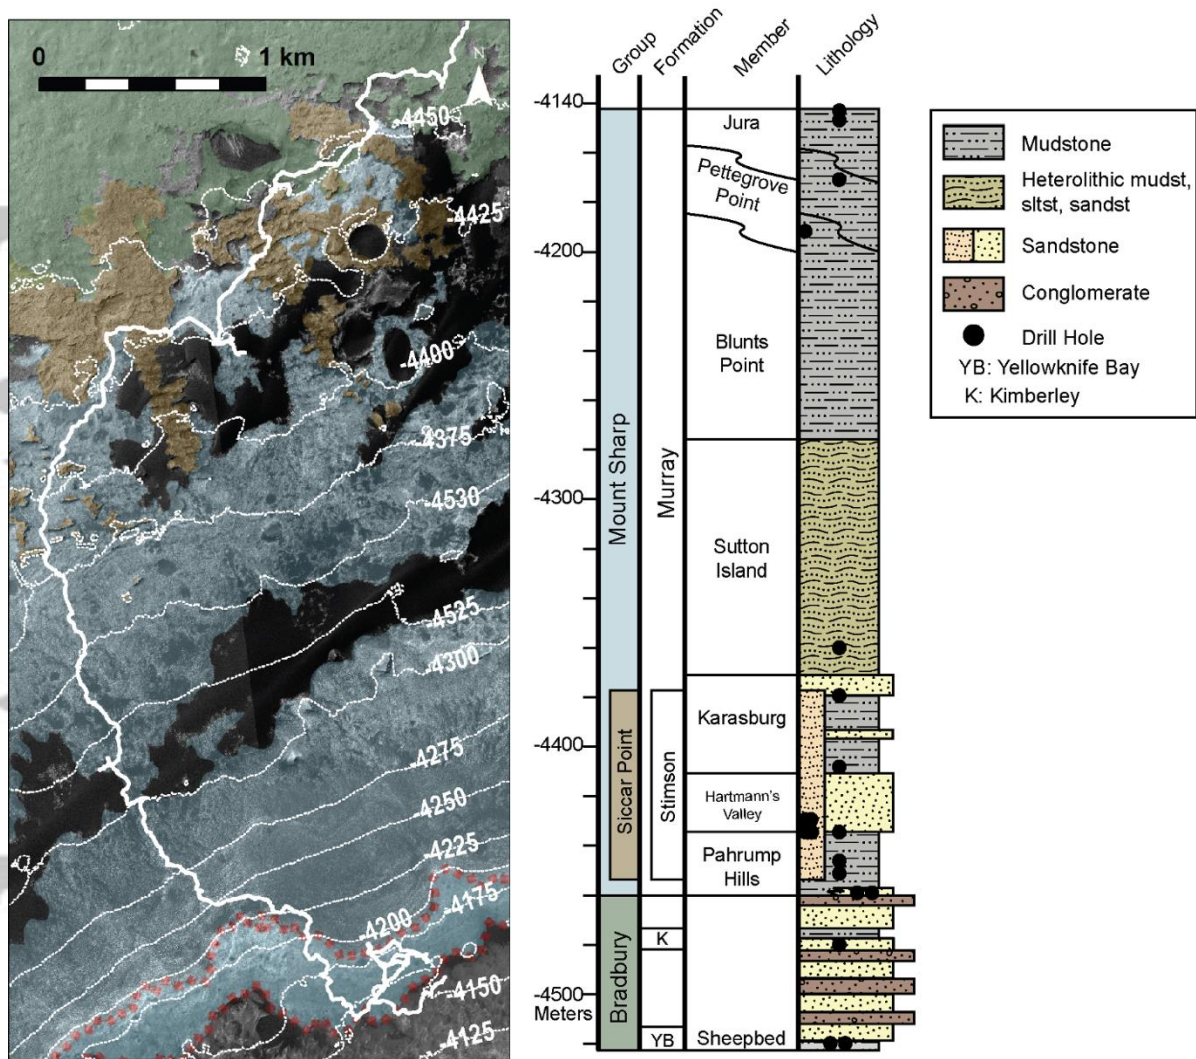 0
1 km
N
-4450
-4425
-4400
-4375
-4530
-4525
-4300
-4275
-4250
-4225
-4200
-4175
-4150
-4125
Group
Formation
Member
Lithology
-4140
-4200
-4300
-4400
-4500
Meters
Mount Sharp
Siccar Point
Bradbury
Murray
Stimson
K
YB
Jura
Pettegrove
Point
Blunts
Point
Sutton
Island
Karasburg
Hartmann's
Valley
Pahrump
Hills
Sheepbed
Mudstone
Heterolithic mudst,
sltst, sandst
Sandstone
Conglomerate
Drill Hole
YB: Yellowknife Bay
K: Kimberley